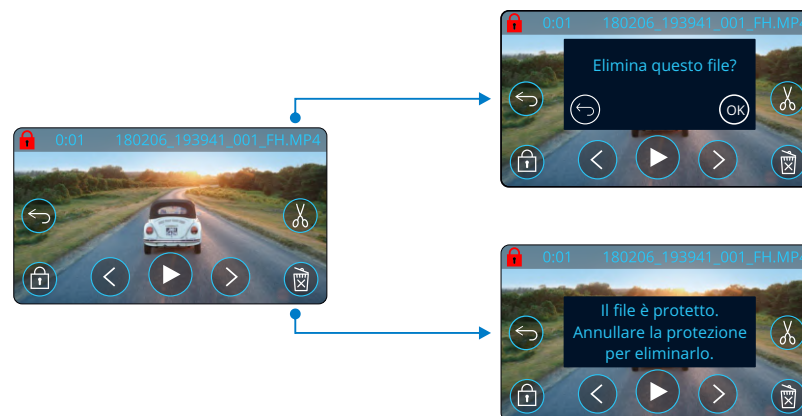 0:01 180206_193941_001_FH.MP4
Elimina questo file?
OK
0:01 180206_193941_001_FH.MP4
0:01 180206_193941_001_FH.MP4
Il file è protetto.
Annullare la protezione
per eliminarlo.